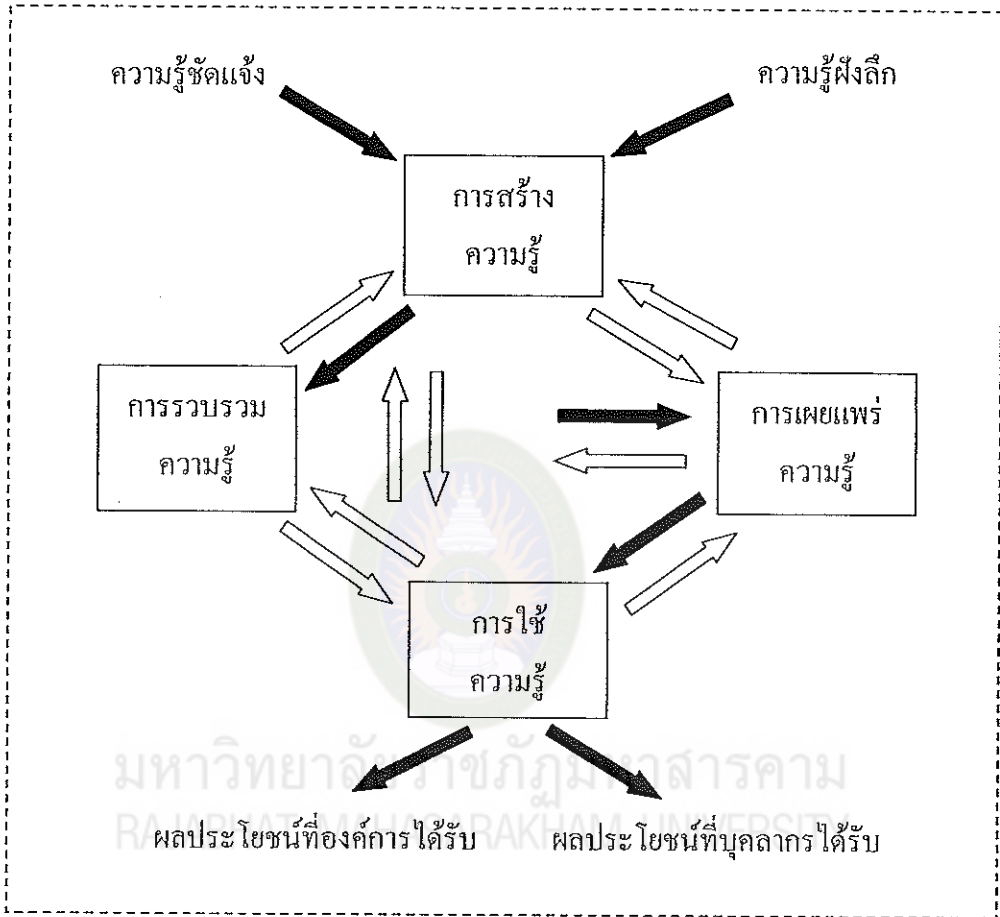 ความรู้ชัดแจ้ง
ความรู้ฝังลึก
การสร้าง
ความรู้
การรวบรวม
ความรู้
การเผยแพร่
ความรู้
การใช้
ความรู้
มหาวิทยาลัยราชภัฏมหาสารคาม
RAJABHAT MAHASARAKHAM UNIVERSITY
ผลประโยชน์ที่องค์การได้รับ
ผลประโยชน์ที่บุคลากรได้รับ